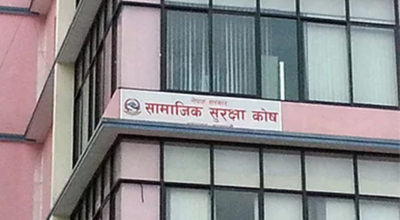 नेपाल सरकार
सामाजिक सुरक्षा कोष